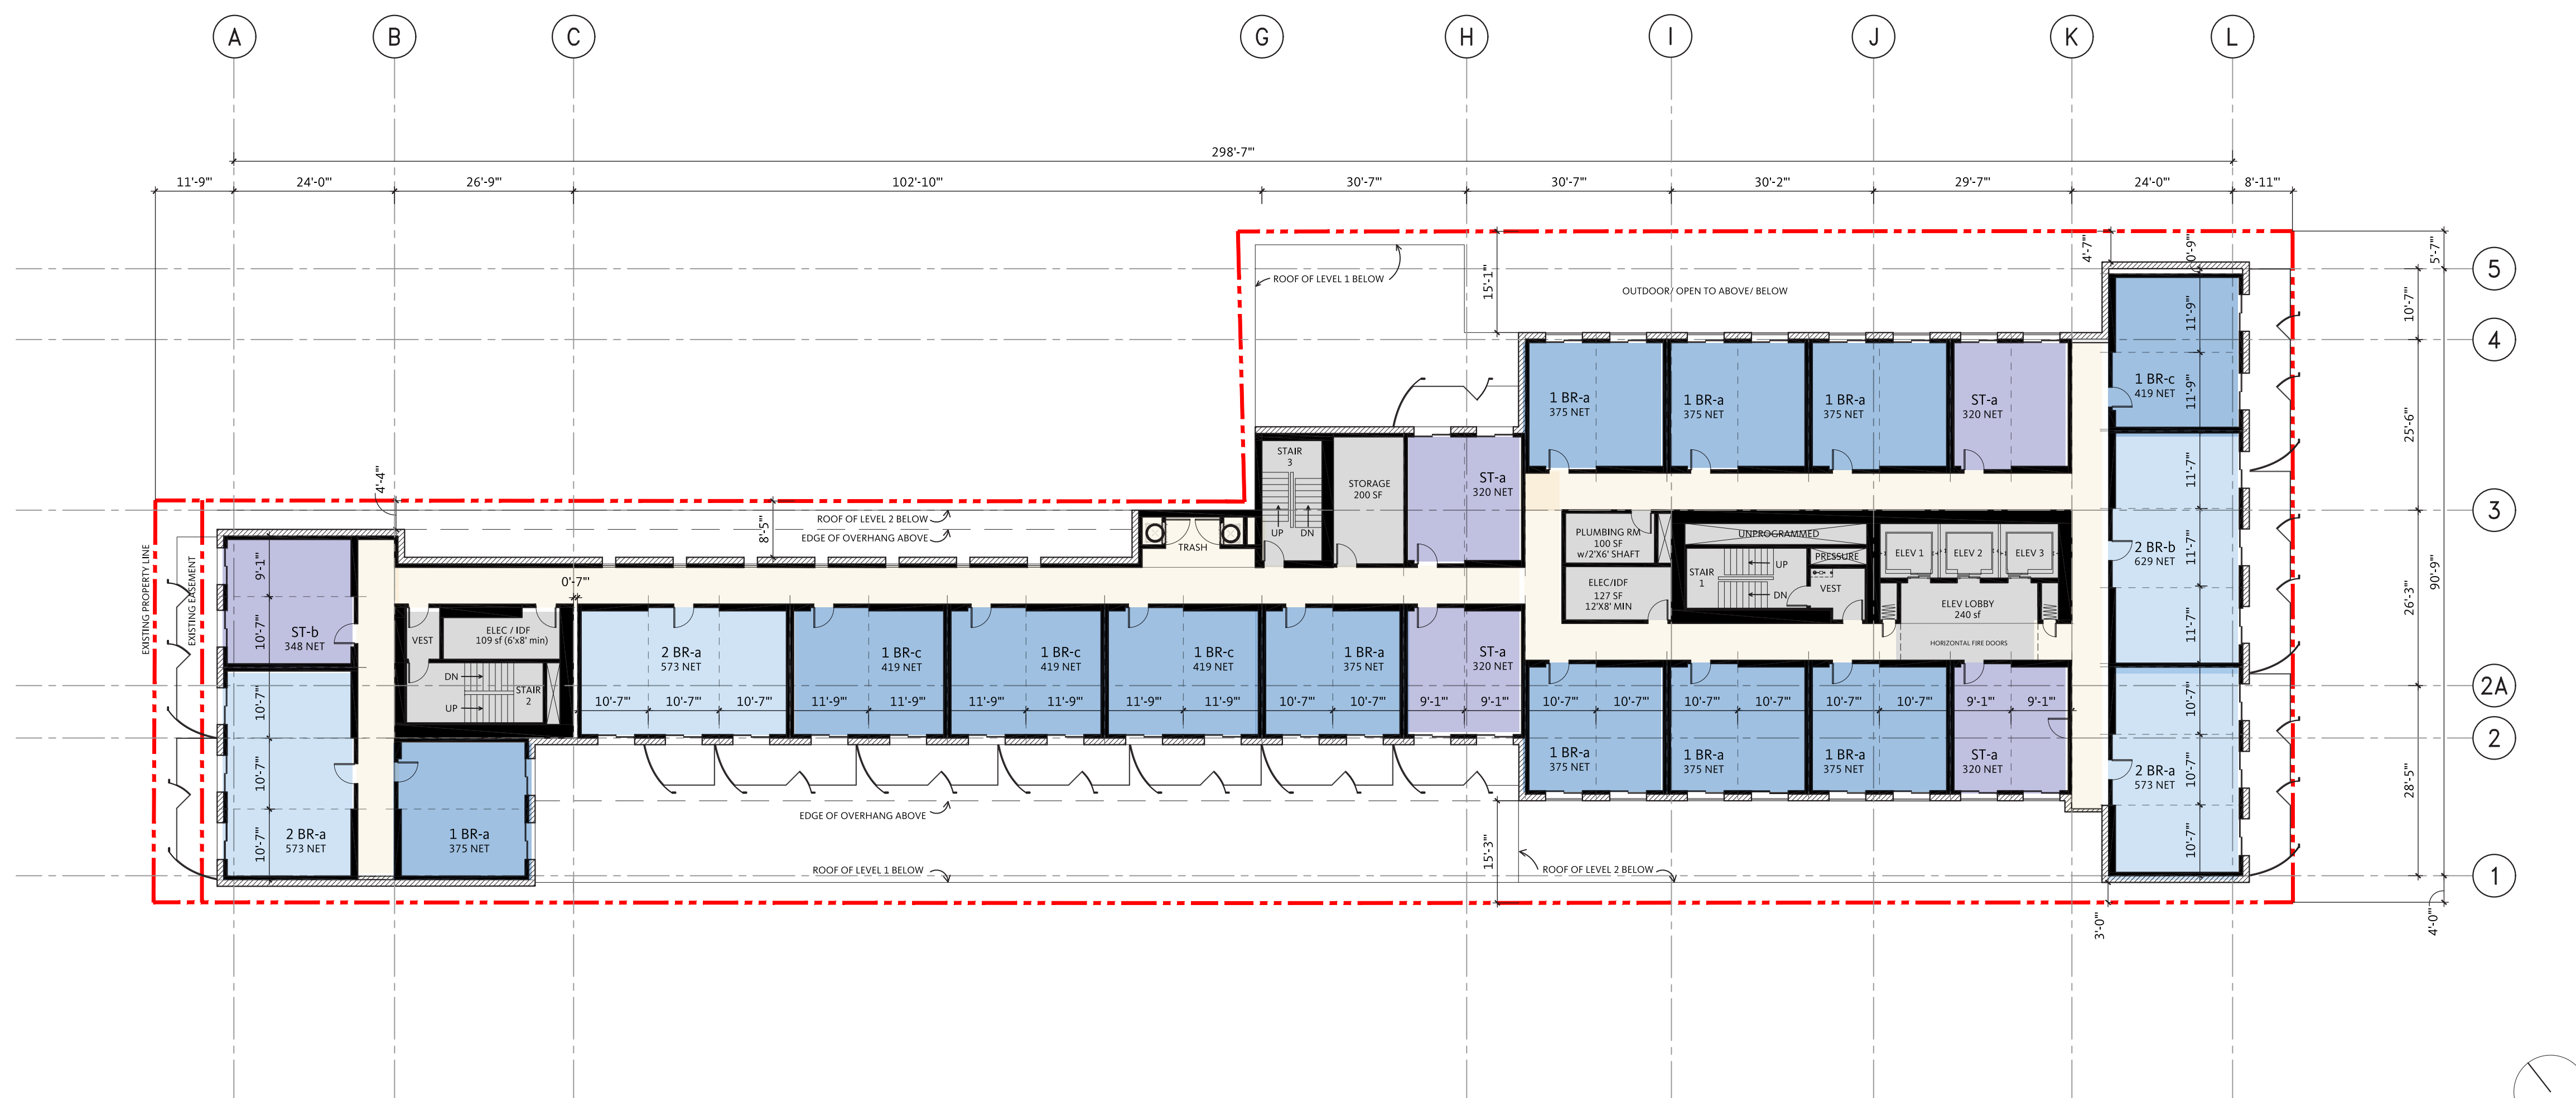 A B C G H I J K L
298'-7'"
11'-9'" 24'-0'" 26'-9'" 102'-10'" 30'-7'" 30'-7'" 30'-2'" 29'-7'" 24'-0'" 8'-11'"
4'-7'" 0'-9'" 5'-7'"
5
ROOF OF LEVEL 1 BELOW
15'-1'"
OUTDOOR/ OPEN TO ABOVE/ BELOW
11'-9'"
10'-7'"
4
1 BR-a
375 NET
1 BR-a
375 NET
1 BR-a
375 NET
ST-a
320 NET
1 BR-c
419 NET
11'-9'"
25'-6'"
4'-4'"
STAIR
3
UP DN
STORAGE
200 SF
ST-a
320 NET
11'-7'"
3
ROOF OF LEVEL 2 BELOW
EDGE OF OVERHANG ABOVE
8'-5'"
TRASH
PLUMBING RM
100 SF
w/2'X6' SHAFT
UNPROGRAMMED
PRESSURE
STAIR
1
UP
DN
VEST
ELEV 1
ELEV 2
ELEV 3
2 BR-b
629 NET
11'-7'"
90'-9'"
EXISTING PROPERTY LINE
EXISTING EASEMENT
9'-1'"
0'-7'"
ELEC/IDF
127 SF
12'X8' MIN
ELEV LOBBY
240 sf
HORIZONTAL FIRE DOORS
11'-7'"
26'-3'"
10'-7'"
ST-b
348 NET
VEST
ELEC / IDF
109 sf (6'x8' min)
DN
UP
STAIR
2
2 BR-a
573 NET
1 BR-c
419 NET
1 BR-c
419 NET
1 BR-c
419 NET
1 BR-a
375 NET
ST-a
320 NET
2A
10'-7'"
10'-7'" 10'-7'" 10'-7'" 11'-9'" 11'-9'" 11'-9'" 11'-9'" 11'-9'" 11'-9'" 10'-7'" 10'-7'" 9'-1'" 9'-1'" 10'-7'" 10'-7'" 10'-7'" 10'-7'" 10'-7'" 10'-7'" 9'-1'" 9'-1'"
10'-7'"
2
1 BR-a
375 NET
1 BR-a
375 NET
1 BR-a
375 NET
ST-a
320 NET
2 BR-a
573 NET
10'-7'"
28'-5'"
10'-7'"
EDGE OF OVERHANG ABOVE
10'-7'"
2 BR-a
573 NET
1 BR-a
375 NET
15'-3'"
10'-7'"
ROOF OF LEVEL 1 BELOW
ROOF OF LEVEL 2 BELOW
1
3'-0'"
4'-0'"